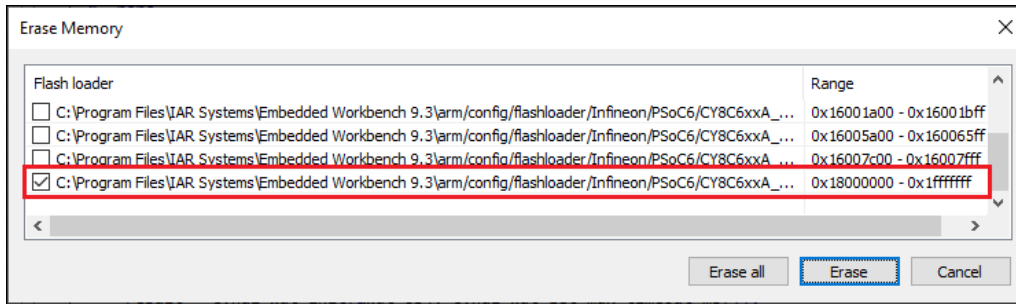 Erase Memory
Flash loader Range
C:\Program Files\IAR Systems\Embedded Workbench 9.3\arm/config/flashloader/Infineon/PSoC6/CY8C6xxA_... 0x16001a00 - 0x16001bff
C:\Program Files\IAR Systems\Embedded Workbench 9.3\arm/config/flashloader/Infineon/PSoC6/CY8C6xxA_... 0x16005a00 - 0x160065ff
C:\Program Files\IAR Systems\Embedded Workbench 9.3\arm/config/flashloader/Infineon/PSoC6/CY8C6xxA_... 0x16007c00 - 0x16007fff
C:\Program Files\IAR Systems\Embedded Workbench 9.3\arm/config/flashloader/Infineon/PSoC6/CY8C6xxA_... 0x18000000 - 0x1fffffff
Erase all Erase Cancel